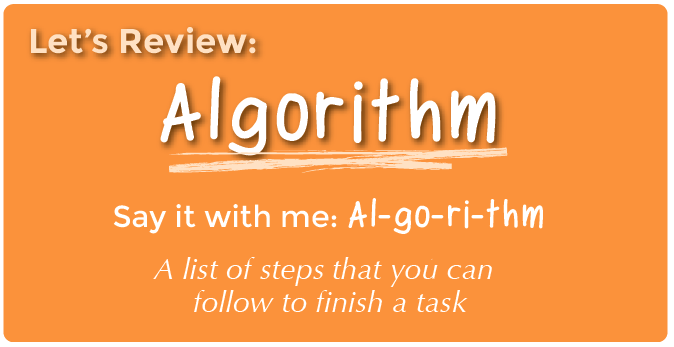 Let’s Review:
Algorithm
Say it with me: Al-go-ri-thm
A list of steps that you can
follow to finish a task